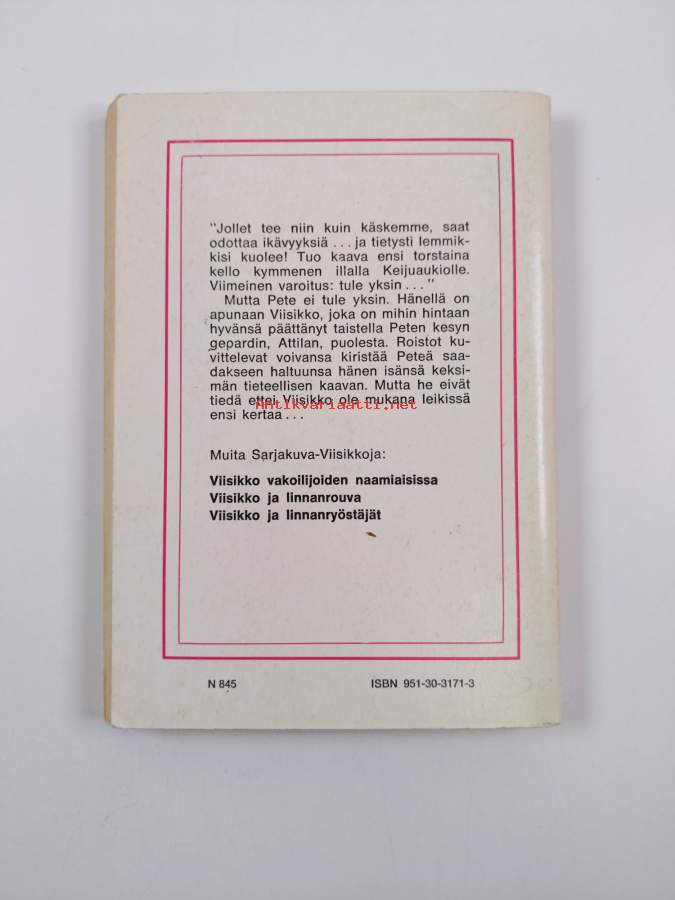 "Jollet tee niin kuin käskemme, saat
odottaa ikävyyksiä . . . ja tietysti lemmik-
kisi kuolee! Tuo kaava ensi torstaina
kello kymmenen illalla Keijuaukiolle.
Viimeinen varoitus: tule yksin . . . "
Mutta Pete ei tule yksin. Hänellä on
apunaan Viisikko, joka on mihin hintaan
hyvänsä päättänyt taistella Peten kesyn
gepardin, Attilan, puolesta. Roistot ku-
vittelevat voivansa kiristää Peteä saa-
dakseen haltuunsa hänen isänsä keksi-
män tieteellisen kaavan. Mutta he eivät
tiedä ettei Viisikko ole mukana leikissä
Antikvariaatti.net
ensi kertaa . . .
Muita Sarjakuva-Viisikkoja:
Viisikko vakoilijoiden naamiaisissa
Viisikko ja linnanrouva
Viisikko ja linnanryöstäjät
N 845 ISBN 951-30-3171-3